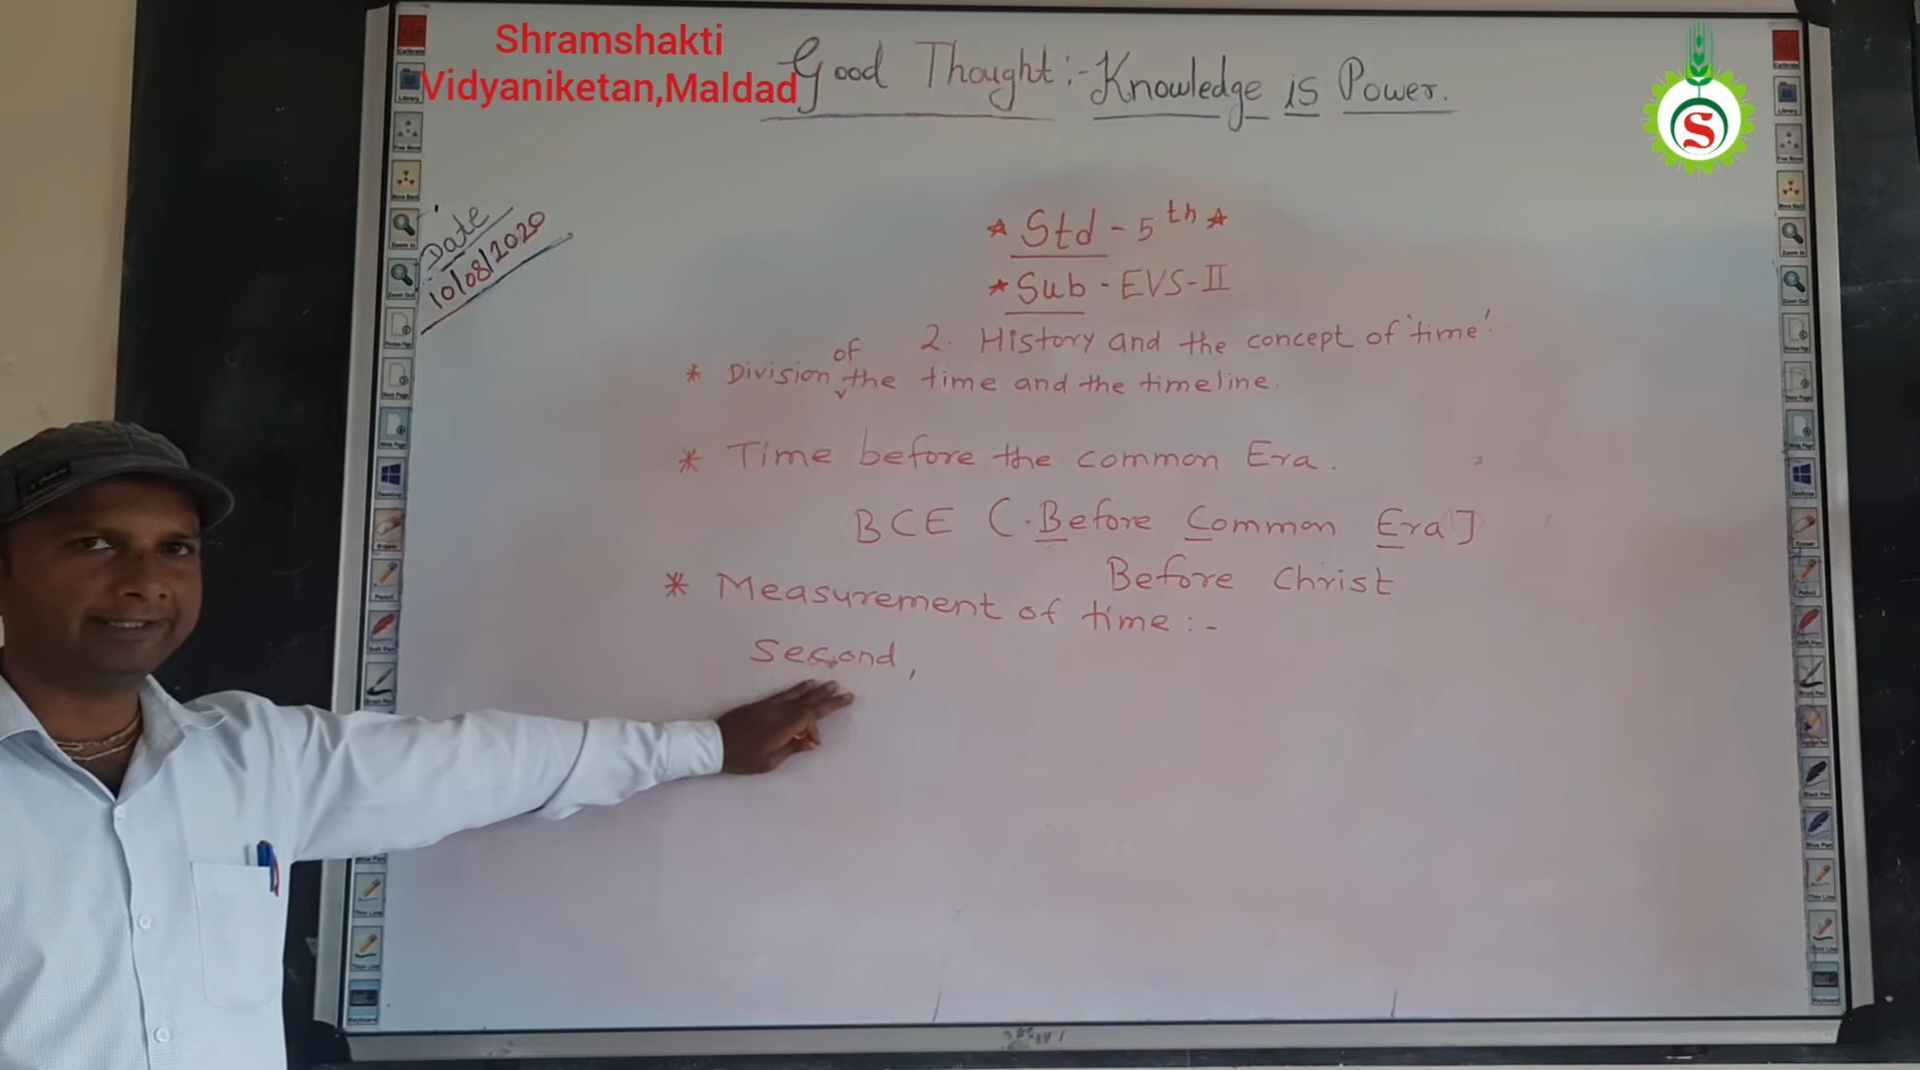 Shramshakti
Vidyaniketan,Maldad
Good Thought:- Knowledge is Power.
S
Date
10/08/2020
* Std - 5th *
* Sub - EVS-II
2. History and the concept of 'time'.
* Division of the time and the timeline.
* Time before the common Era.
BCE (Before Common Era]
Before Christ
* Measurement of time :-
Second,